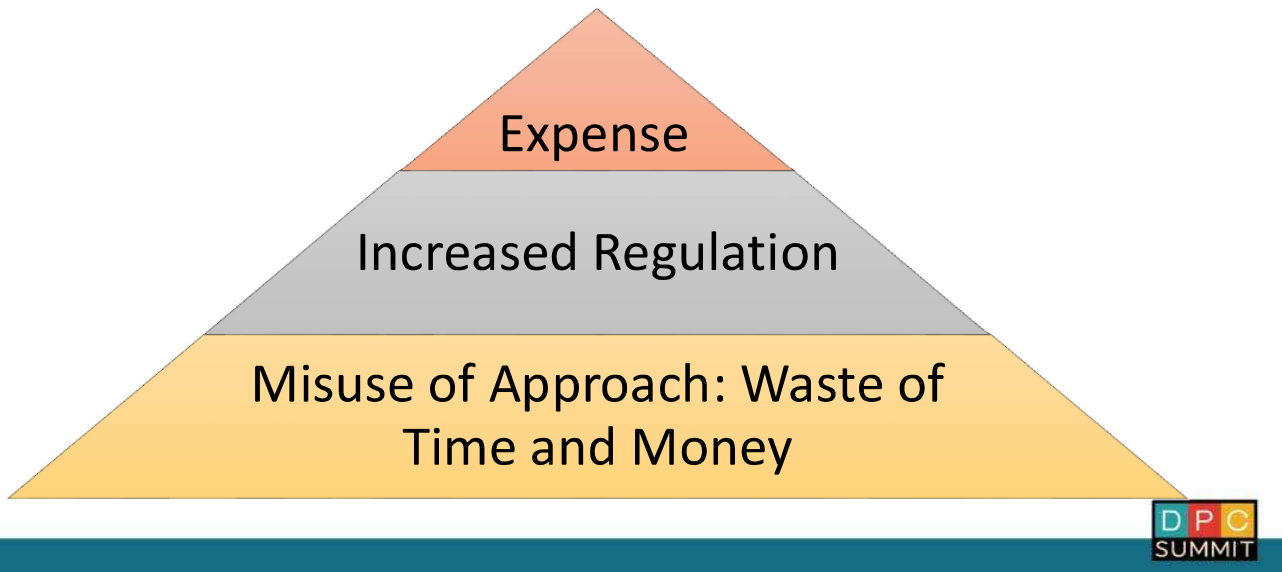 Expense
Increased Regulation
Misuse of Approach: Waste of
Time and Money
D P C
SUMMIT